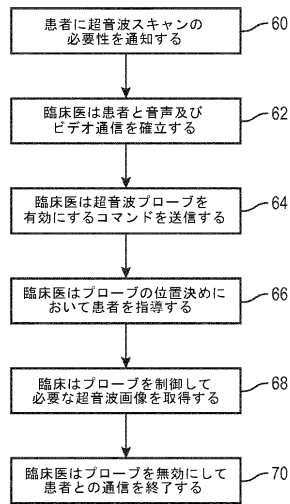 患者に超音波スキャンの
必要性を通知する
60
臨床医は患者と音声及び
ビデオ通信を確立する
62
臨床医は超音波プローブを
有効にするコマンドを送信する
64
臨床医はプローブの位置決めに
おいて患者を指導する
66
臨床はプローブを制御して
必要な超音波画像を取得する
68
臨床医はプローブを無効にして
患者との通信を終了する
70